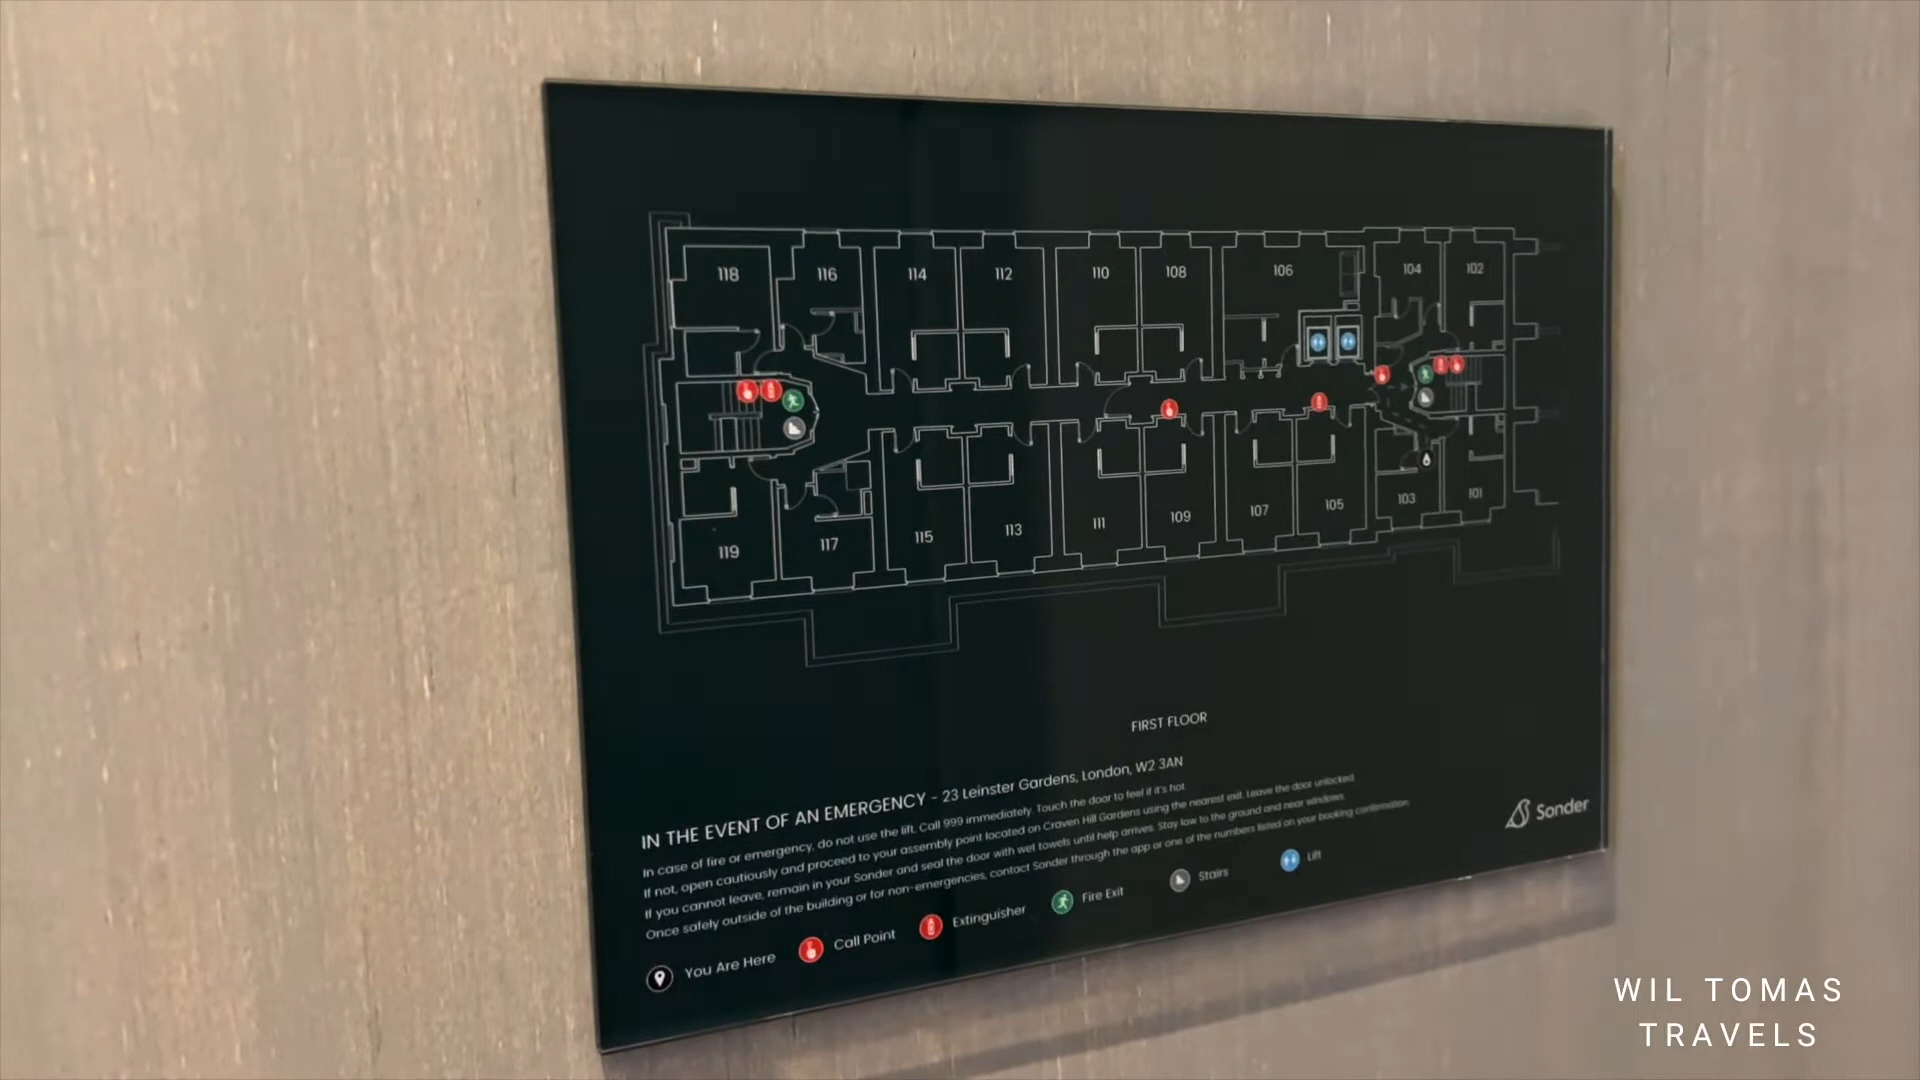 118 116 114 112 110 108 106 104 102
119 117 115 113 111 109 107 105 103 101
FIRST FLOOR
IN THE EVENT OF AN EMERGENCY - 23 Leinster Gardens, London, W2 3AN
In case of fire or emergency, do not use the lift. Call 999 immediately. Touch the door to feel if it's hot.
If not, open cautiously and proceed to your assembly point located on Craven Hill Gardens using the nearest exit. Leave the door unlocked.
If you cannot leave, remain in your Sonder and seal the door with wet towels until help arrives. Stay low to the ground and near windows.
Once safely outside of the building or for non-emergencies, contact Sonder through the app or one of the numbers listed on your booking confirmation.
You Are Here Call Point Extinguisher Fire Exit Stairs Lift
Sonder
WIL TOMAS
TRAVELS